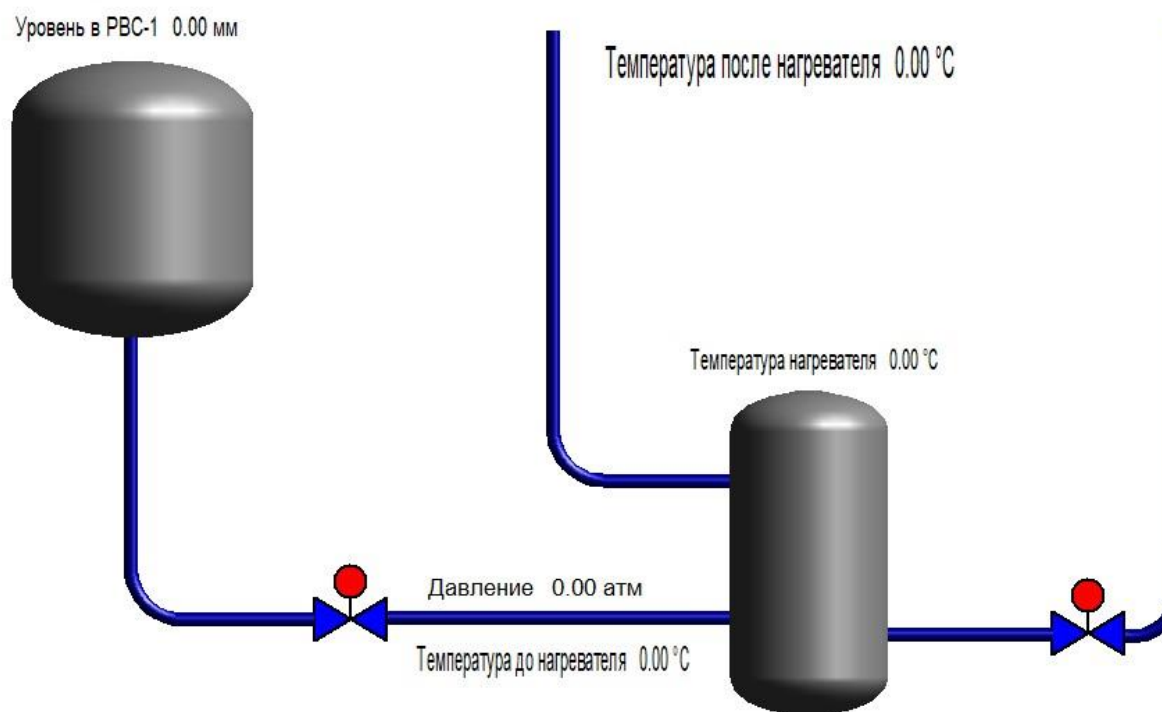 Уровень в РВС-1 0.00 мм
Температура после нагревателя 0.00 °C
Температура нагревателя 0.00 °C
Давление 0.00 атм
Температура до нагревателя 0.00 °C